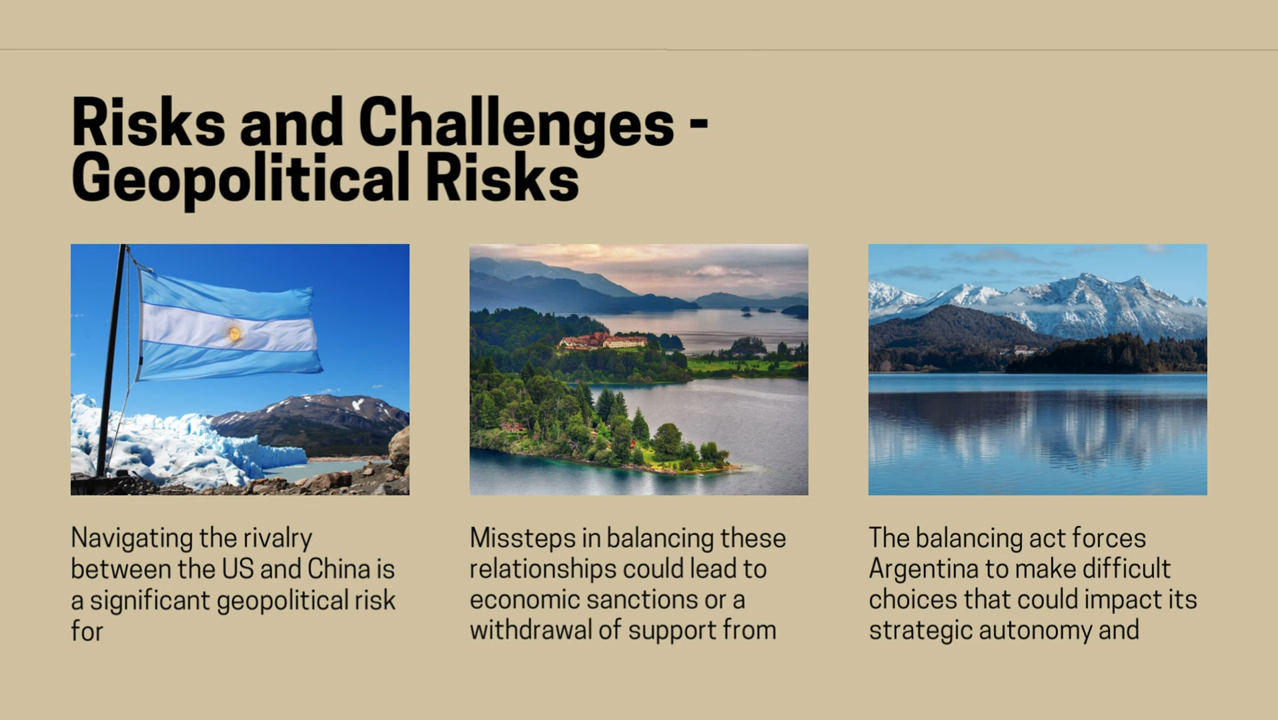 Risks and Challenges -
Geopolitical Risks
Navigating the rivalry
between the US and China is
a significant geopolitical risk
for
Missteps in balancing these
relationships could lead to
economic sanctions or a
withdrawal of support from
The balancing act forces
Argentina to make difficult
choices that could impact its
strategic autonomy and